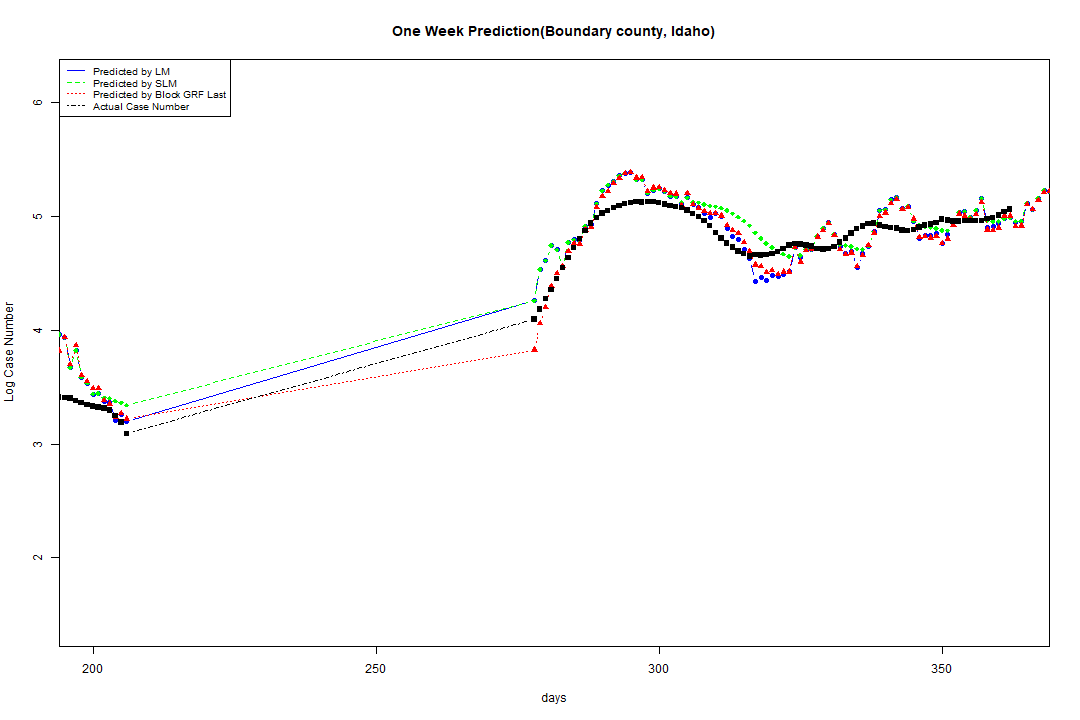 One Week Prediction(Boundary county, Idaho)
Predicted by LM
Predicted by SLM
Predicted by Block GRF Last
Actual Case Number
6
5
4
3
2
Log Case Number
200 250 300 350
days